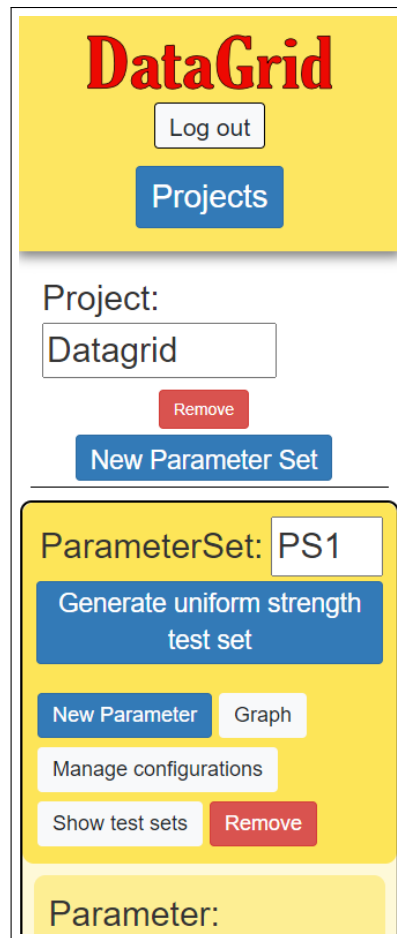 DataGrid
Log out
Projects
Project:
Datagrid
Remove
New Parameter Set
ParameterSet: PS1
Generate uniform strength
test set
New Parameter Graph
Manage configurations
Show test sets Remove
Parameter: